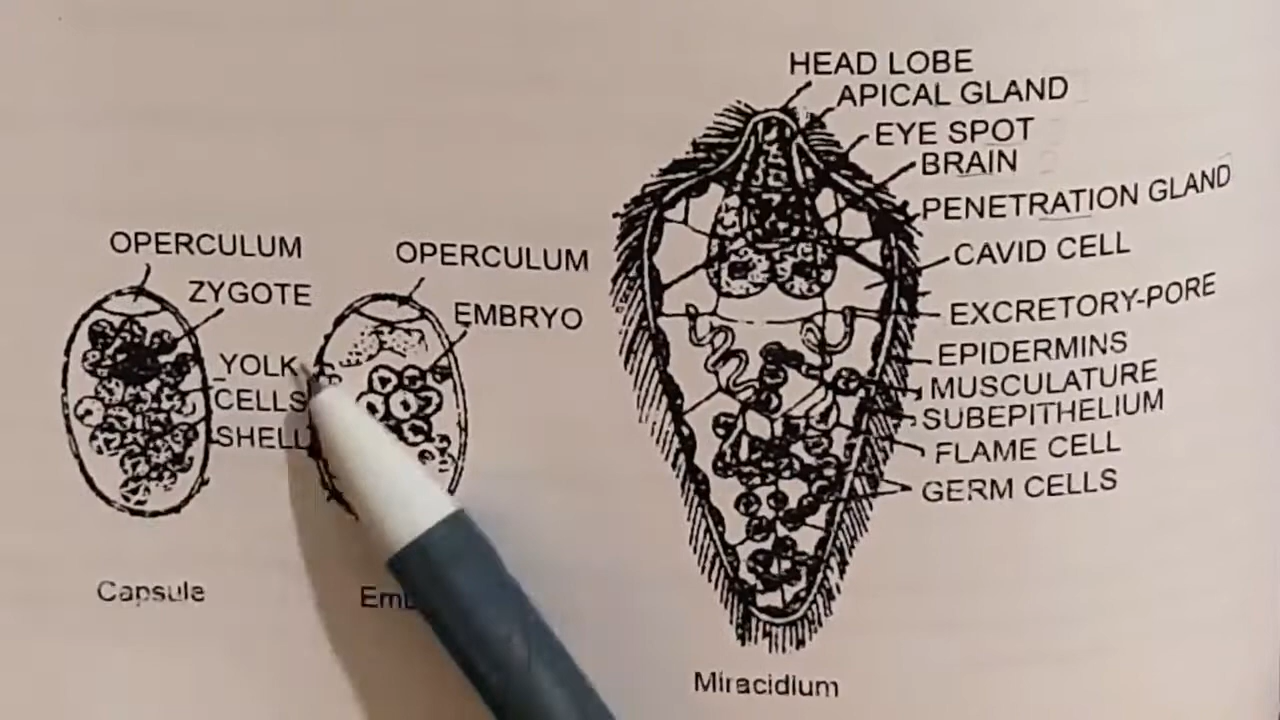 HEAD LOBE
APICAL GLAND
EYE SPOT
BRAIN
PENETRATION GLAND
CAVID CELL
EXCRETORY-PORE
EPIDERMINS
MUSCULATURE
SUBEPITHELIUM
FLAME CELL
GERM CELLS
OPERCULUM
ZYGOTE
YOLK
CELLS
SHELL
OPERCULUM
EMBRYO
Capsule
Miracidium